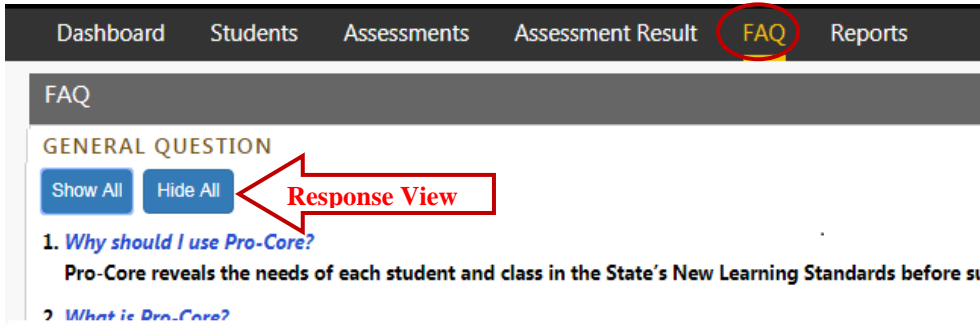 Dashboard Students Assessments Assessment Result FAQ Reports
FAQ
GENERAL QUESTION
Show All Hide All Response View
1. Why should I use Pro-Core?
Pro-Core reveals the needs of each student and class in the State's New Learning Standards before
2. What is Pro-Core?